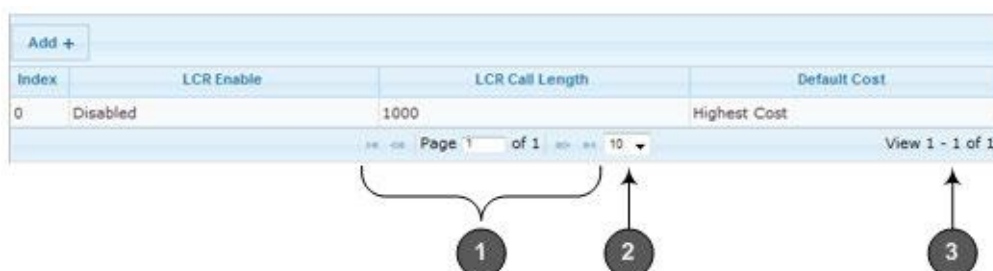 Add +
Index LCR Enable LCR Call Length Default Cost
0 Disabled 1000 Highest Cost
Page 1 of 1 10 View 1 - 1 of 1
1 2 3